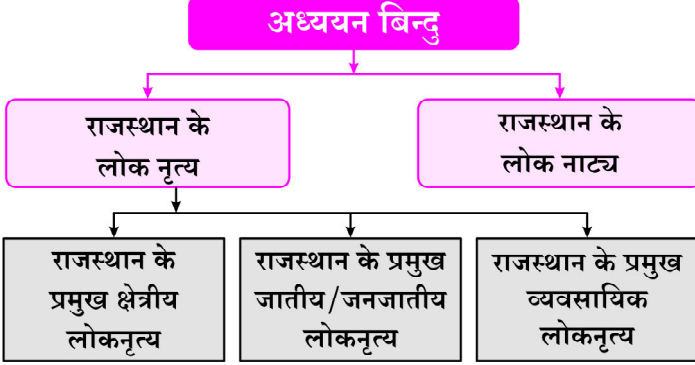 अध्ययन बिन्दु
राजस्थान के
लोक नृत्य
राजस्थान के
लोक नाट्य
राजस्थान के
प्रमुख क्षेत्रीय
लोकनृत्य
राजस्थान के प्रमुख
जातीय/जनजातीय
लोकनृत्य
राजस्थान के प्रमुख
व्यवसायिक
लोकनृत्य